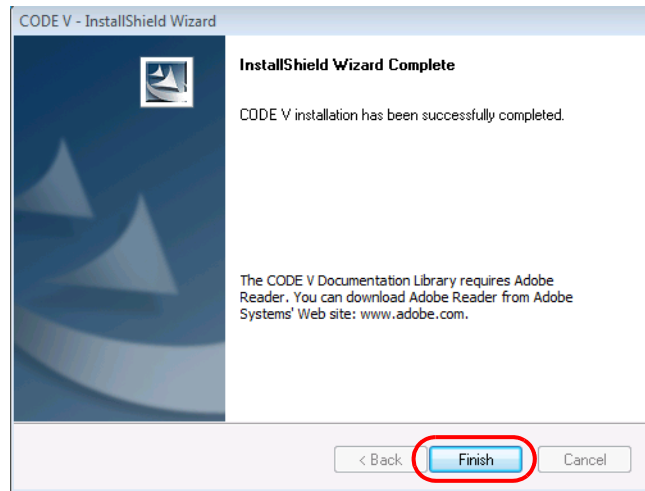 CODE V - InstallShield Wizard
InstallShield Wizard Complete
CODE V installation has been successfully completed.
The CODE V Documentation Library requires Adobe
Reader. You can download Adobe Reader from Adobe
Systems' Web site: www.adobe.com.
< Back Finish Cancel